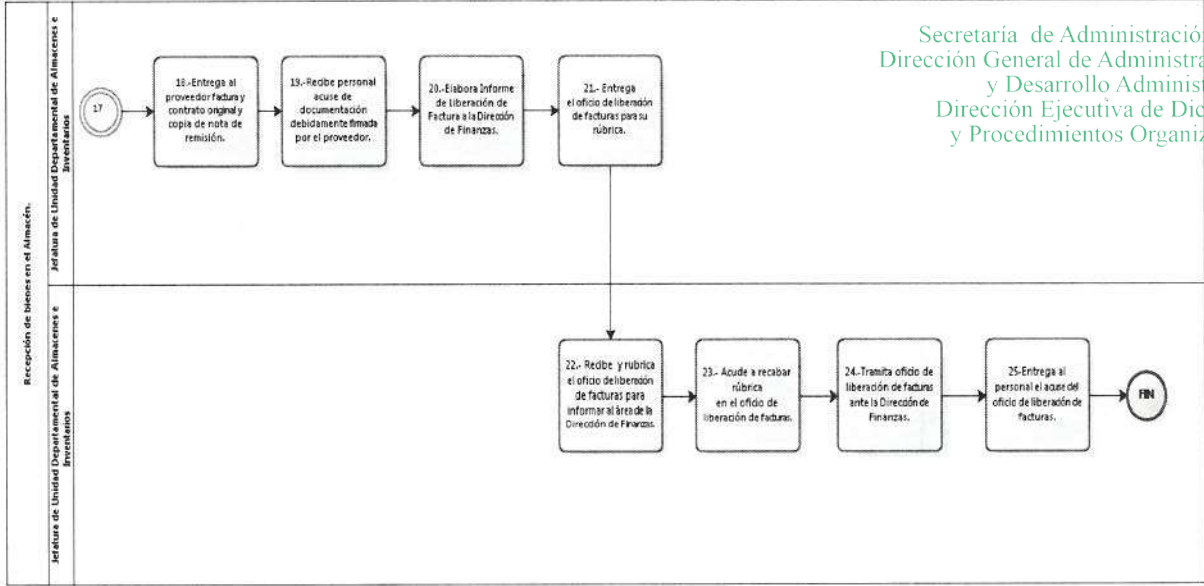 Secretaría de Administració
Dirección General de Administra
y Desarrollo Administ
Dirección Ejecutiva de Dic
y Procedimientos Organiz
Recepción de bienes en el Almacén.
Jefatura de Unidad Departamental de Almacenes e
Inventarios
17
18.-Entrega al
proveedor factura y
contrato original y
copia de nota de
remisión.
19.-Recibe personal
acuse de
documentación
debidamente firmada
por el proveedor.
20.-Elabora Informe
de Liberación de
Factura a la Dirección
de Finanzas.
21.- Entrega
el oficio de liberación
de facturas para su
rúbrica.
Jefatura de Unidad Departamental de Almacenes e
Inventarios
22.- Recibe y rubrica
el oficio de liberación
de facturas para
informar al área de la
Dirección de Finanzas.
23.- Acude a recabar
rúbrica
en el oficio de
liberación de facturas.
24.-Tramita oficio de
liberación de facturas
ante la Dirección de
Finanzas.
25-Entrega al
personal el acuse del
oficio de liberación de
facturas.
FIN